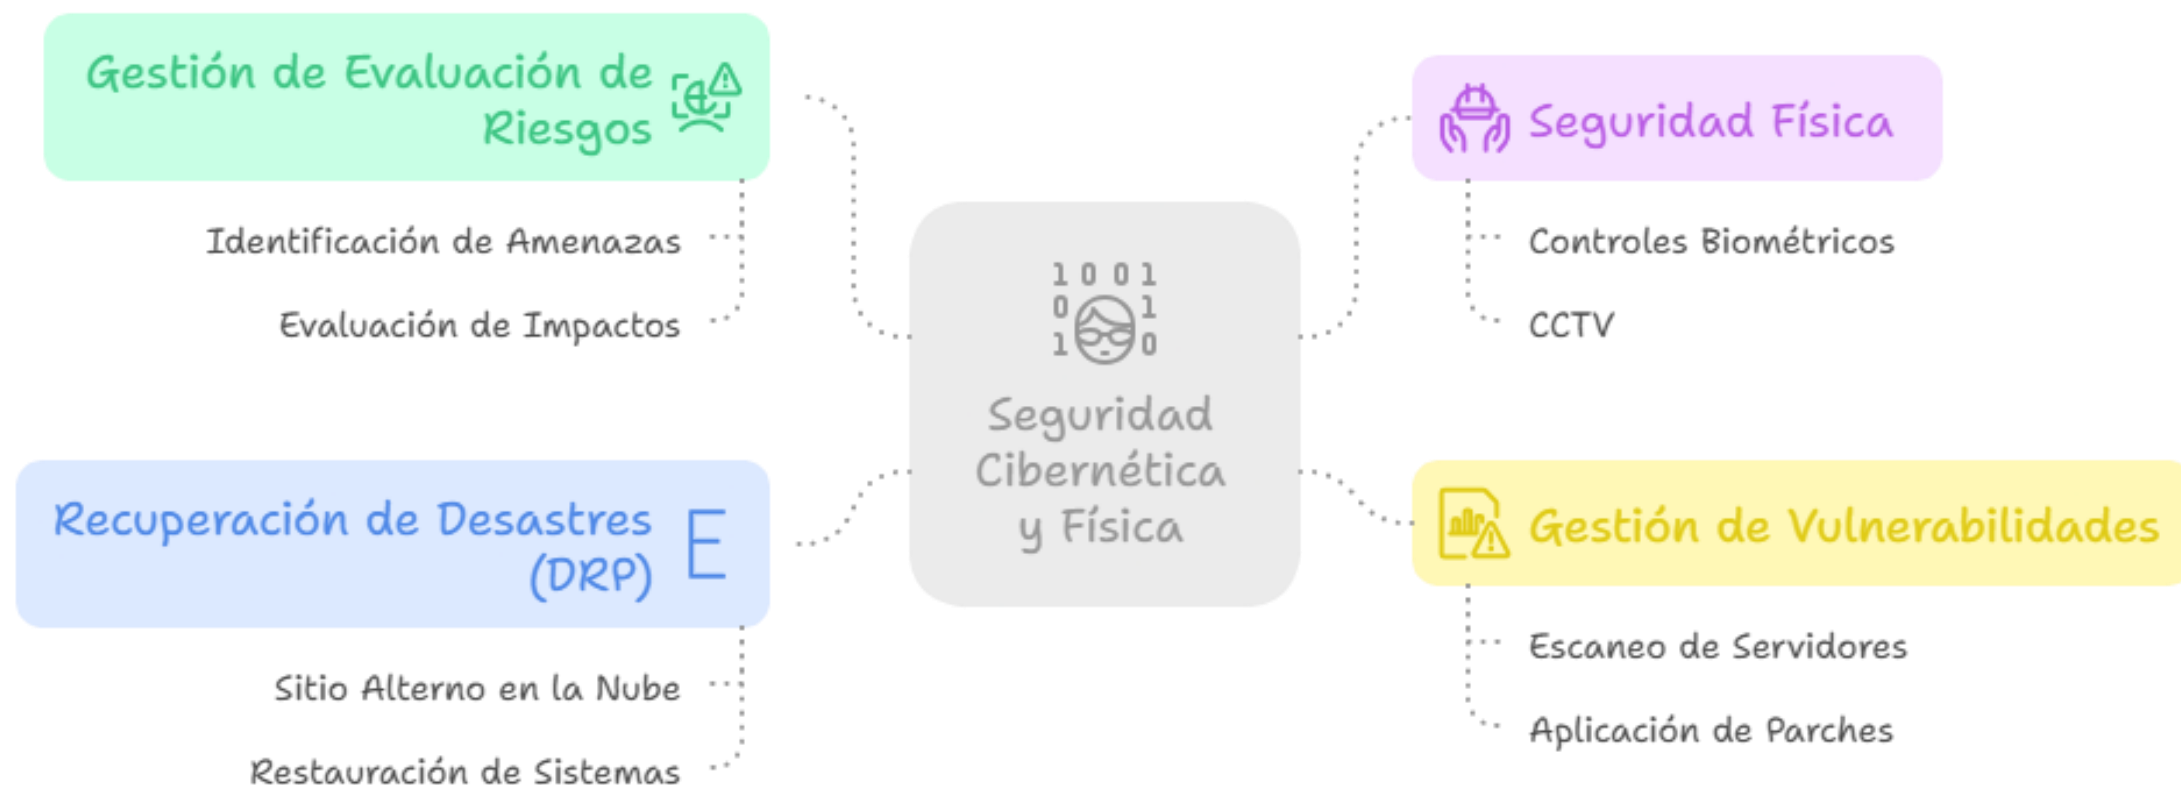 Gestión de Evaluación de
Riesgos
Identificación de Amenazas
Evaluación de Impactos
Recuperación de Desastres
(DRP)
E
Sitio Alterno en la Nube
Restauración de Sistemas
1 0 0 1
0 1
1 0
Seguridad
Cibernética
y Física
Seguridad Física
Controles Biométricos
CCTV
Gestión de Vulnerabilidades
Escaneo de Servidores
Aplicación de Parches